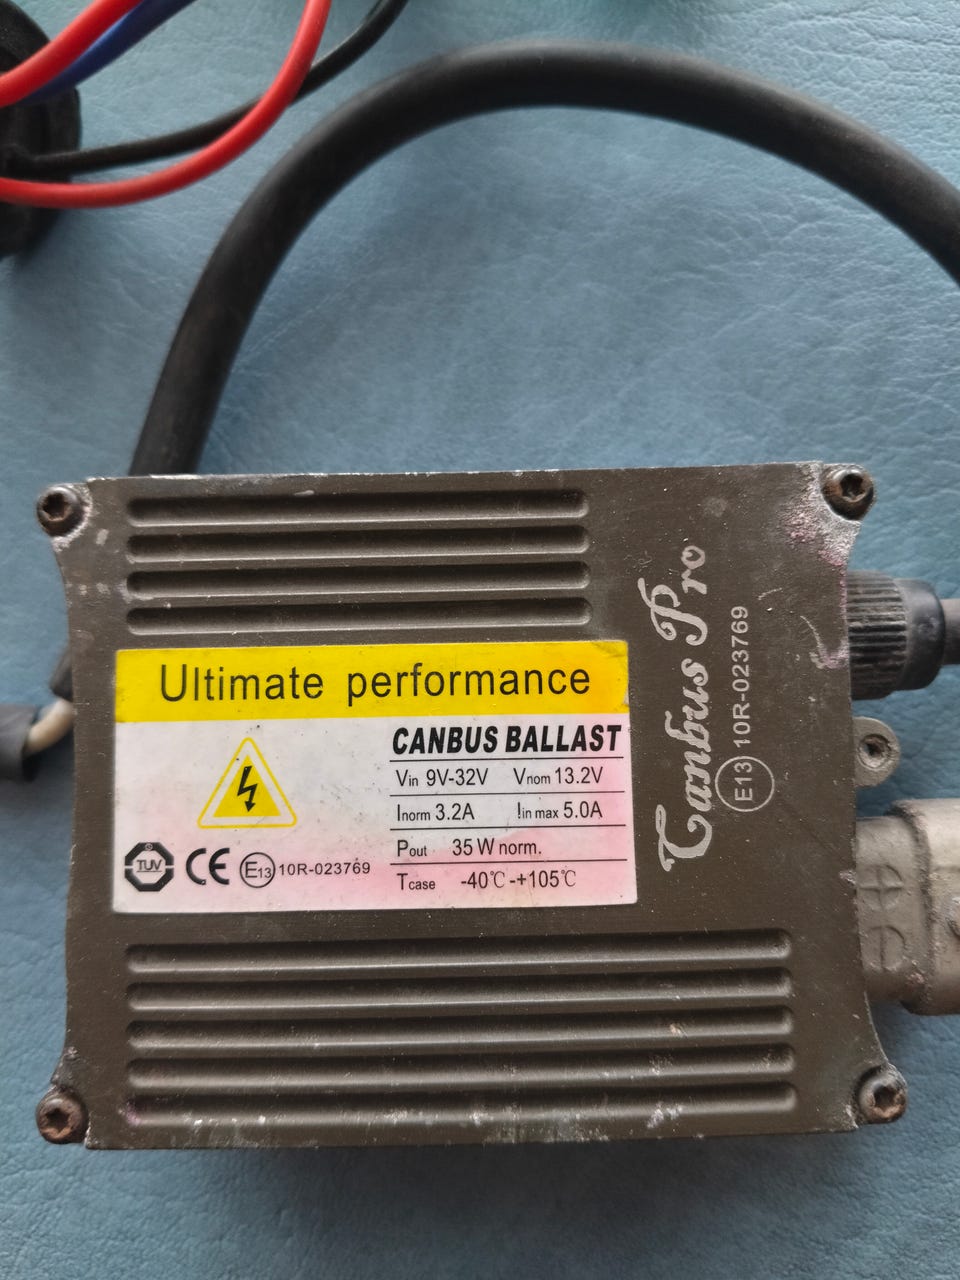 Ultimate performance
CANBUS BALLAST
Vin 9V-32V Vnom 13.2V
Inorm 3.2A Iin max 5.0A
Pout 35 W norm.
Tcase -40℃-+105℃
TUV CE E13 10R-023769
Canbus Pro
E13 10R-023769
+
-